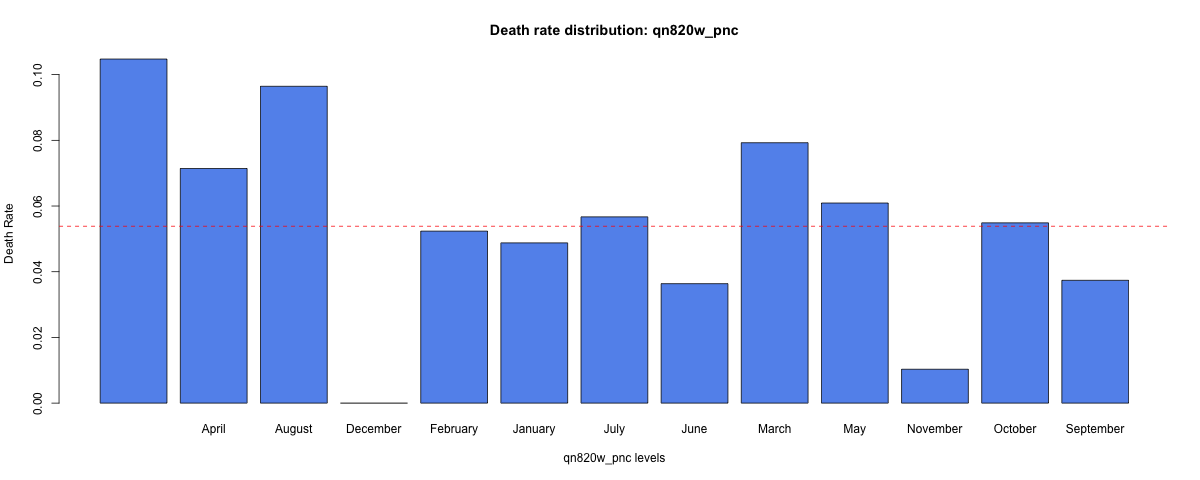 Death rate distribution: qn820w_pnc
Death Rate
0.10
0.08
0.06
0.04
0.02
0.00
April August December February January July June March May November October September
qn820w_pnc levels